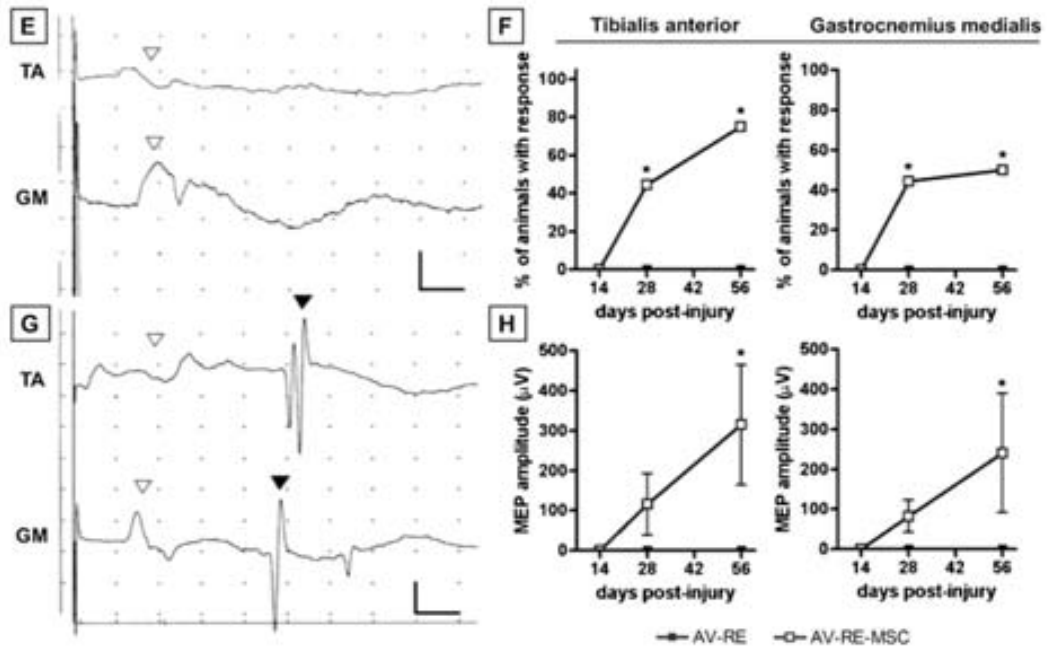 E
TA
GM
G
TA
GM
F
Tibialis anterior
Gastrocnemius medialis
% of animals with response
100
80
60
40
20
0
*
*
14 28 42 56
days post-injury
% of animals with response
100
80
60
40
20
0
*
*
14 28 42 56
days post-injury
H
MEP amplitude (µV)
500
400
300
200
100
0
*
14 28 42 56
days post-injury
MEP amplitude (µV)
500
400
300
200
100
0
*
14 28 42 56
days post-injury
AV-RE AV-RE-MSC